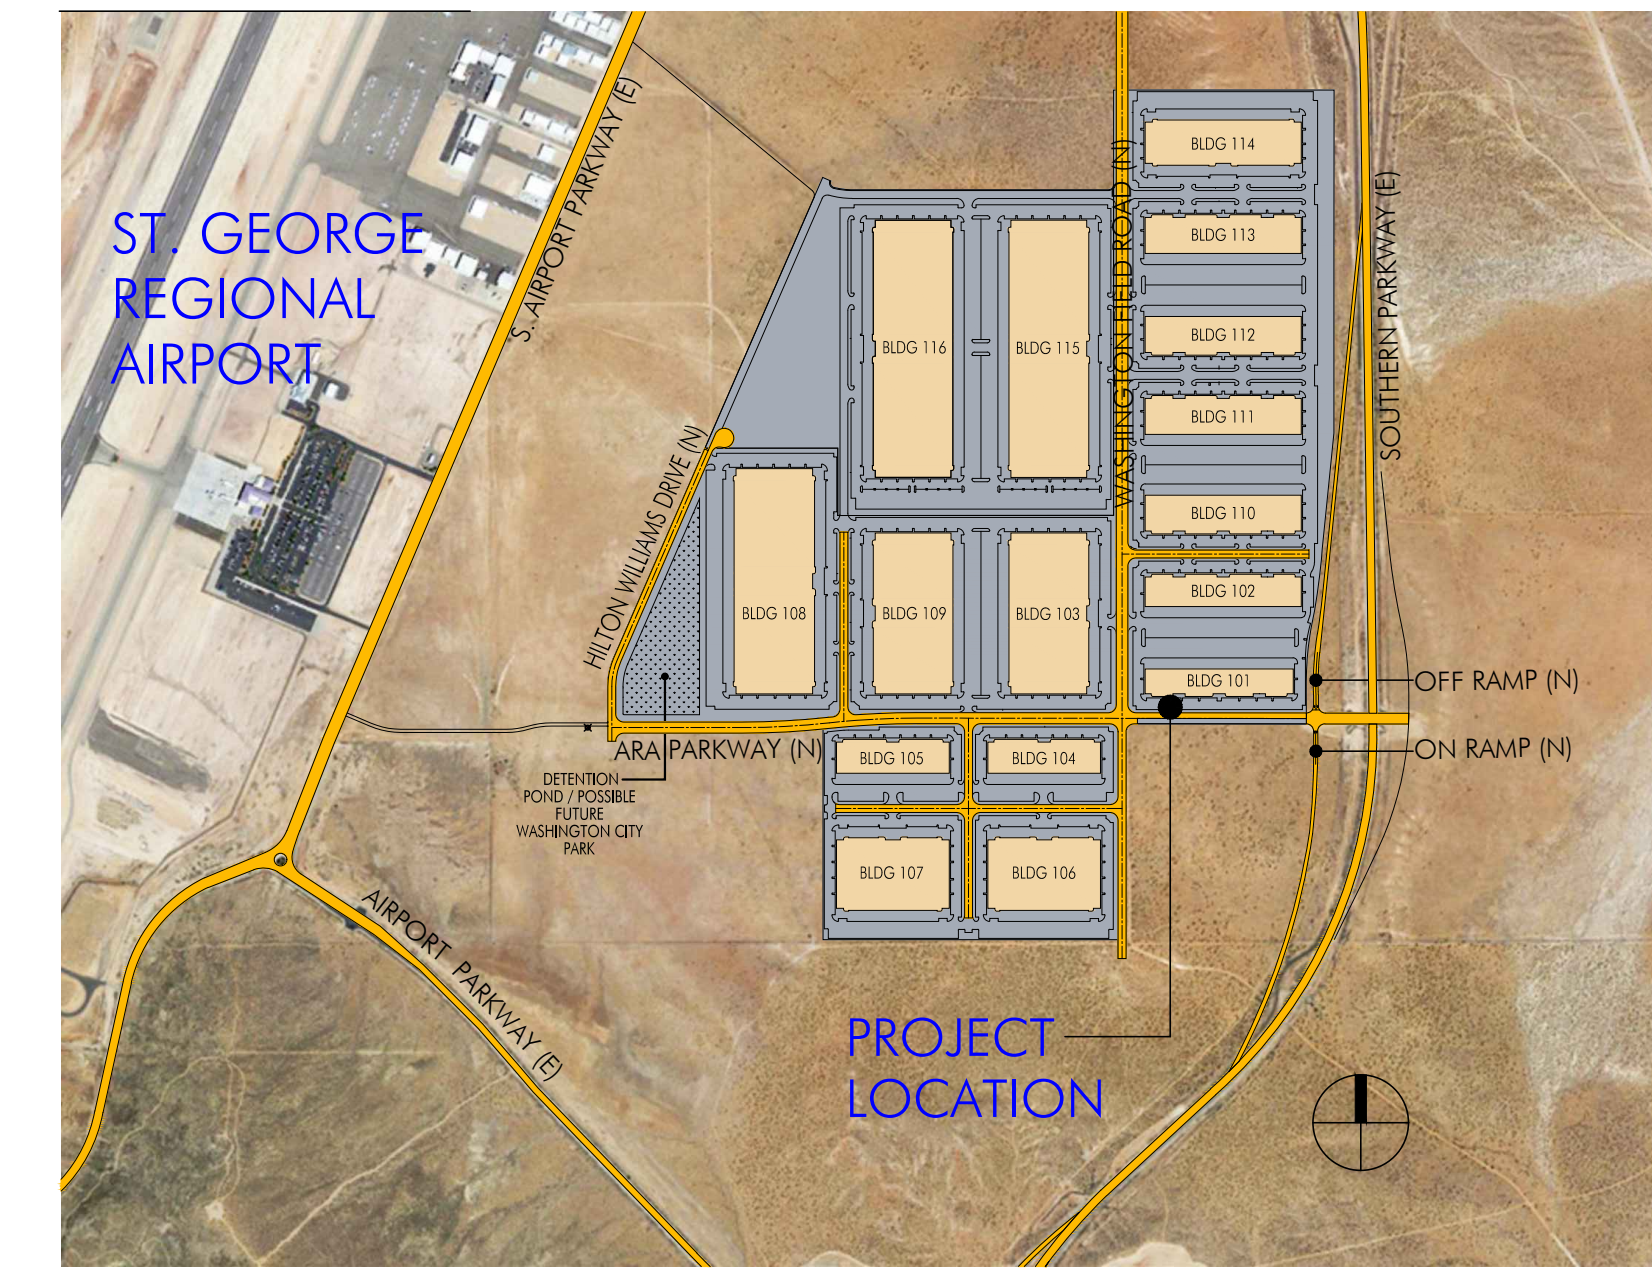 S. AIRPORT PARKWAY (E)
ST. GEORGE
REGIONAL
AIRPORT
WASHINGTON FIELD ROAD (N)
SOUTHERN PARKWAY (E)
BLDG 114
BLDG 113
BLDG 112
BLDG 111
BLDG 110
BLDG 102
BLDG 101
BLDG 116
BLDG 115
HILTON WILLIAMS DRIVE (N)
BLDG 108
BLDG 109
BLDG 103
OFF RAMP (N)
ON RAMP (N)
ARA PARKWAY (N)
BLDG 105
BLDG 104
DETENTION
POND / POSSIBLE
FUTURE
WASHINGTON CITY
PARK
BLDG 107
BLDG 106
AIRPORT PARKWAY (E)
PROJECT
LOCATION